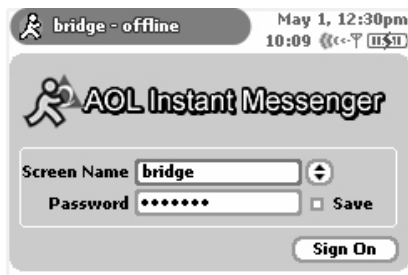 bridge - offline
May 1, 12:30pm
10:09
AOL Instant Messenger
Screen Name bridge
Password •••••••
Save
Sign On